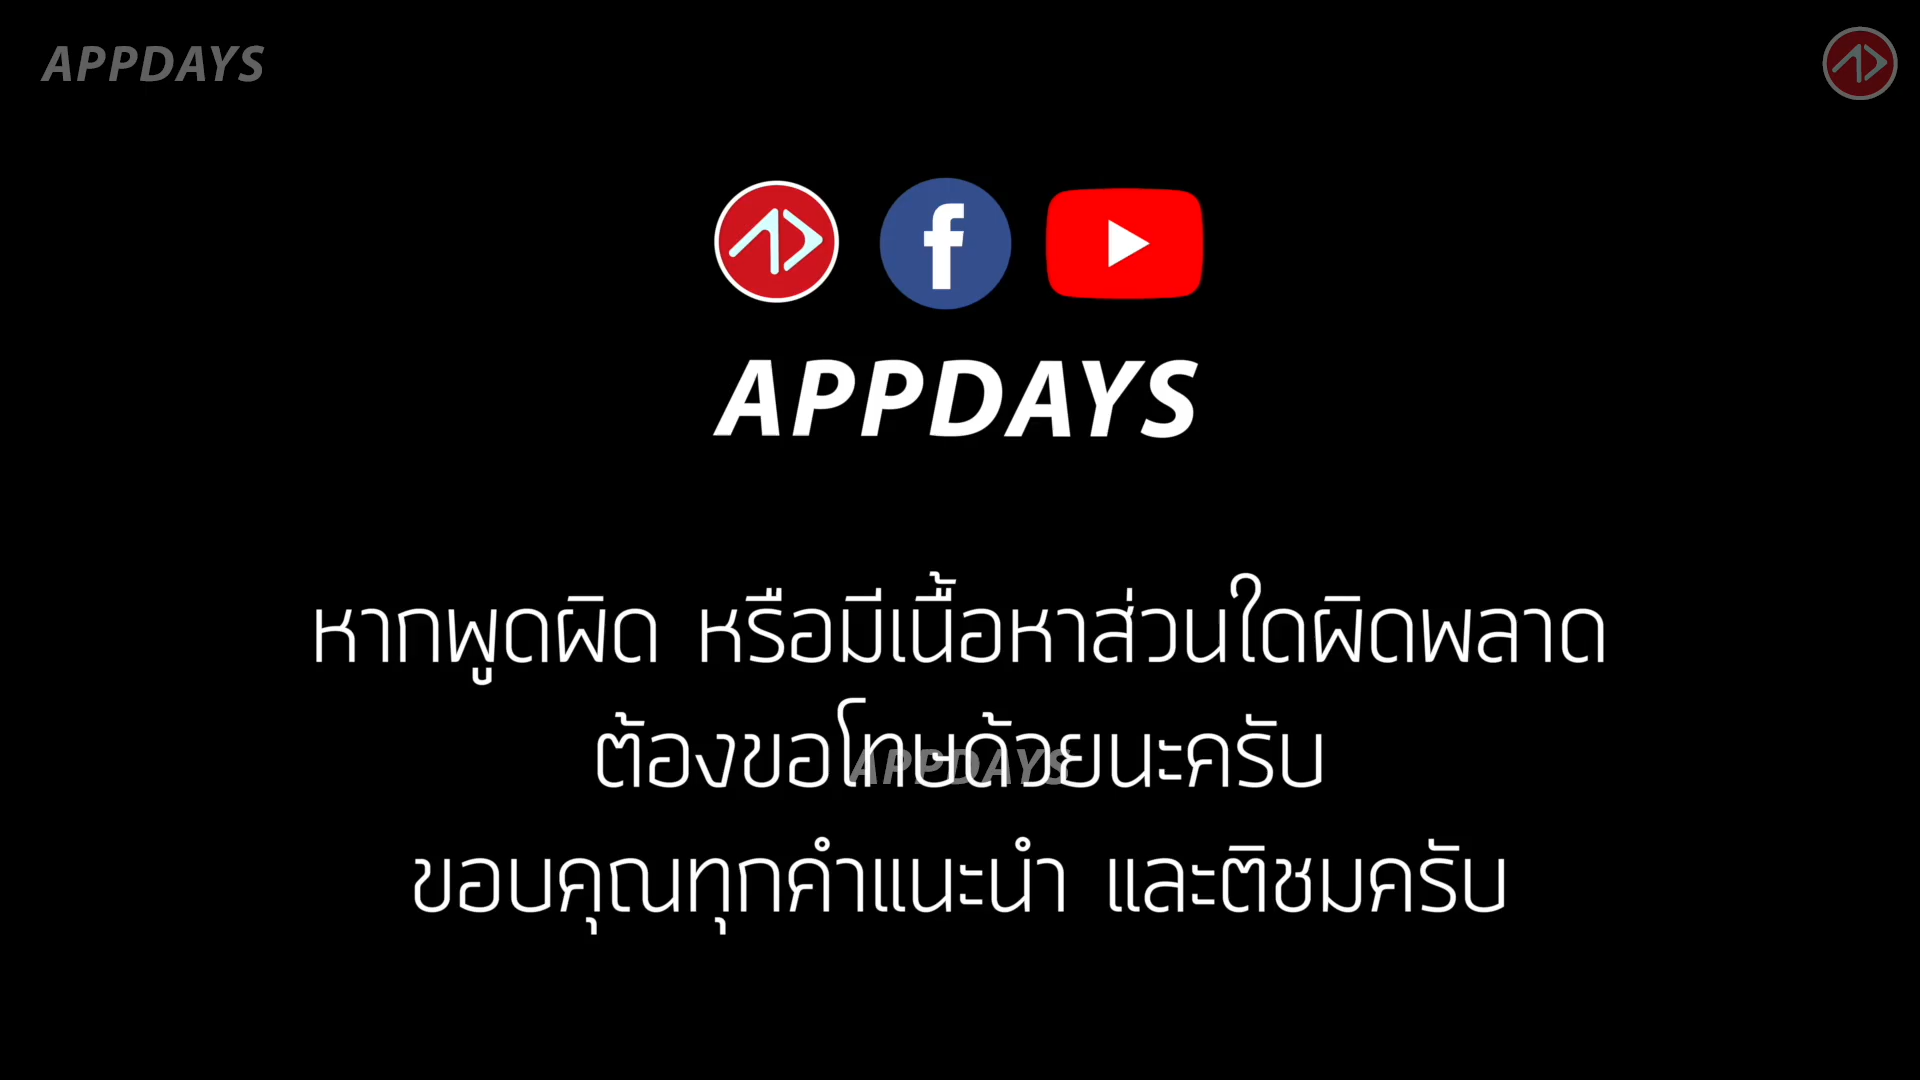 APPDAYS
APPDAYS
หากพูดผิด หรือมีเนื้อหาส่วนใดผิดพลาด
ต้องขอโทษด้วยนะครับ
APPDAYS
ขอบคุณทุกคำแนะนำ และติชมครับ